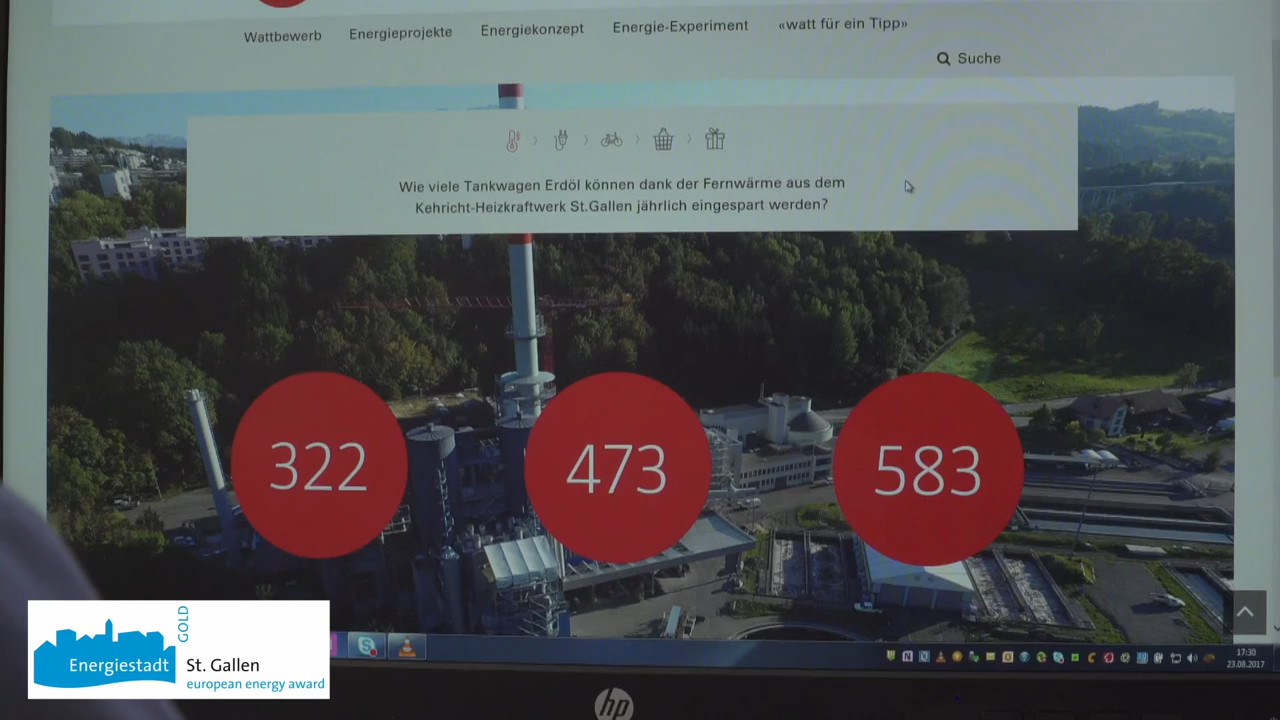 Wattbewerb Energieprojekte Energiekonzept Energie-Experiment «watt für ein Tipp»
Suche
Wie viele Tankwagen Erdöl können dank der Fernwärme aus dem
Kehricht-Heizkraftwerk St.Gallen jährlich eingespart werden?
322 473 583
GOLD
Energiestadt St. Gallen
european energy award
17:30
23.08.2017
hp